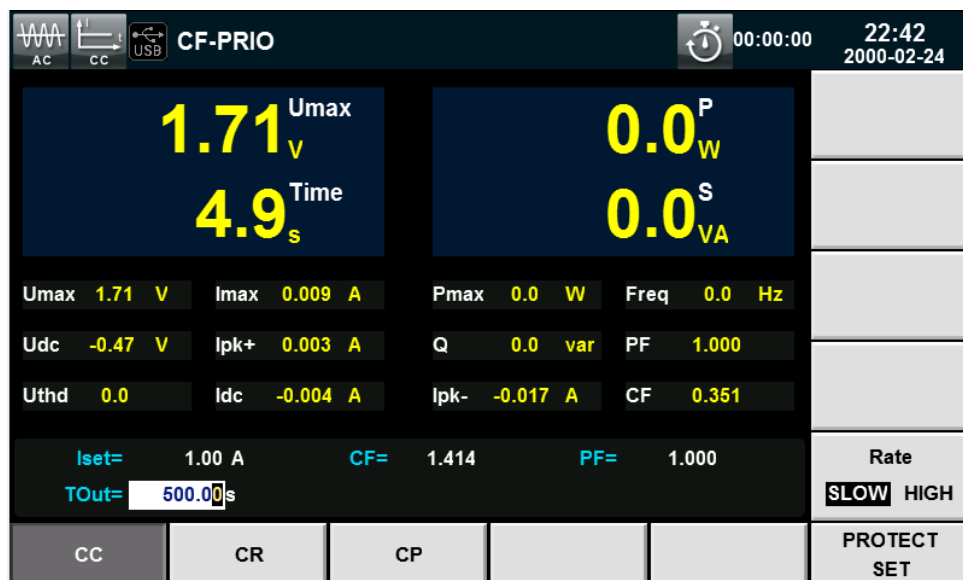 AC CC USB CF-PRIO 00:00:00 22:42
2000-02-24
1.71 Umax V 0.0 P W
4.9 Time s 0.0 S VA
Umax 1.71 V Imax 0.009 A Pmax 0.0 W Freq 0.0 Hz
Udc -0.47 V Ipk+ 0.003 A Q 0.0 var PF 1.000
Uthd 0.0 Idc -0.004 A Ipk- -0.017 A CF 0.351
Iset= 1.00 A CF= 1.414 PF= 1.000
TOut= 500.00s
Rate
SLOW HIGH
CC CR CP PROTECT
SET